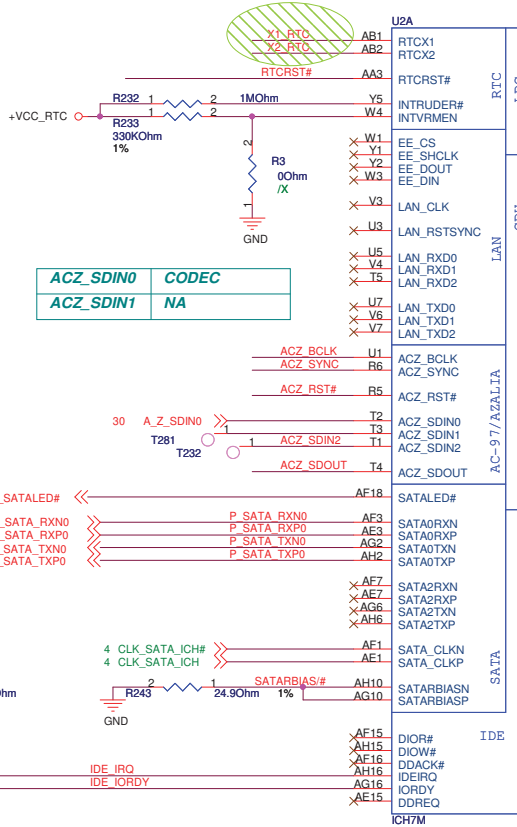 U2A
X1_RTC AB1 RTCX1
X2_RTC AB2 RTCX2
RTCRST# AA3 RTCRST#
R232 1 2 1MOhm Y5 INTRUDER#
+VCC_RTC 1 2 W4 INTVRMEN
R233
330KOhm
1%
RTC
2
R3
0Ohm
/X
1
GND
W1 EE_CS
Y1 EE_SHCLK
Y2 EE_DOUT
W3 EE_DIN
V3 LAN_CLK
U3 LAN_RSTSYNC
LAN
U5 LAN_RXD0
V4 LAN_RXD1
T5 LAN_RXD2
U7 LAN_TXD0
V6 LAN_TXD1
V7 LAN_TXD2
ACZ_SDIN0 CODEC
ACZ_SDIN1 NA
ACZ_BCLK U1 ACZ_BCLK
ACZ_SYNC R6 ACZ_SYNC
ACZ_RST# R5 ACZ_RST#
AC-97/AZALIA
30 A_Z_SDIN0 T2 ACZ_SDIN0
T281 1 T3 ACZ_SDIN1
T232 1 ACZ_SDIN2 T1 ACZ_SDIN2
ACZ_SDOUT T4 ACZ_SDOUT
_SATALED# AF18 SATALED#
_SATA_RXN0 P_SATA_RXN0 AF3 SATA0RXN
_SATA_RXP0 P_SATA_RXP0 AE3 SATA0RXP
_SATA_TXN0 P_SATA_TXN0 AG2 SATA0TXN
_SATA_TXP0 P_SATA_TXP0 AH2 SATA0TXP
AF7 SATA2RXN
AE7 SATA2RXP
AG6 SATA2TXN
AH6 SATA2TXP
4 CLK_SATA_ICH# AF1 SATA_CLKN
4 CLK_SATA_ICH AE1 SATA_CLKP
SATA
SATARBIAS/# AH10 SATARBIASN
hm 2 R243 1 24.9Ohm 1% AG10 SATARBIASP
GND
IDE
AF15 DIOR#
AH15 DIOW#
AF16 DDACK#
IDE_IRQ AH16 IDEIRQ
IDE_IORDY AG16 IORDY
AE15 DDREQ
ICH7M